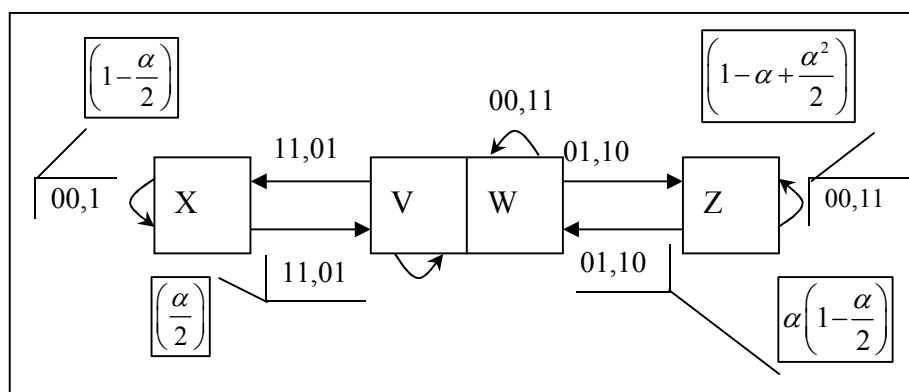 (1 - α/2)
(1 - α + α²/2)
00,11
11,01
01,10
00,1
X
V
W
Z
00,11
11,01
01,10
(α/2)
α(1 - α/2)